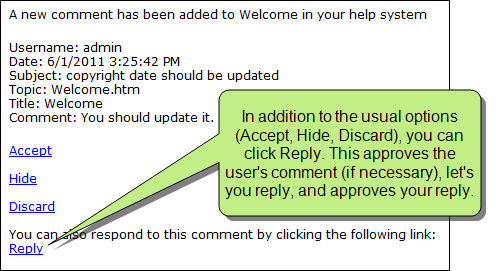 A new comment has been added to Welcome in your help system
Username: admin
Date: 6/1/2011 3:25:42 PM
Subject: copyright date should be updated
Topic: Welcome.htm
Title: Welcome
Comment: You should update it.
Accept
Hide
Discard
You can also respond to this comment by clicking the following link:
Reply
In addition to the usual options
(Accept, Hide, Discard), you can
click Reply. This approves the
user's comment (if necessary), let's
you reply, and approves your reply.